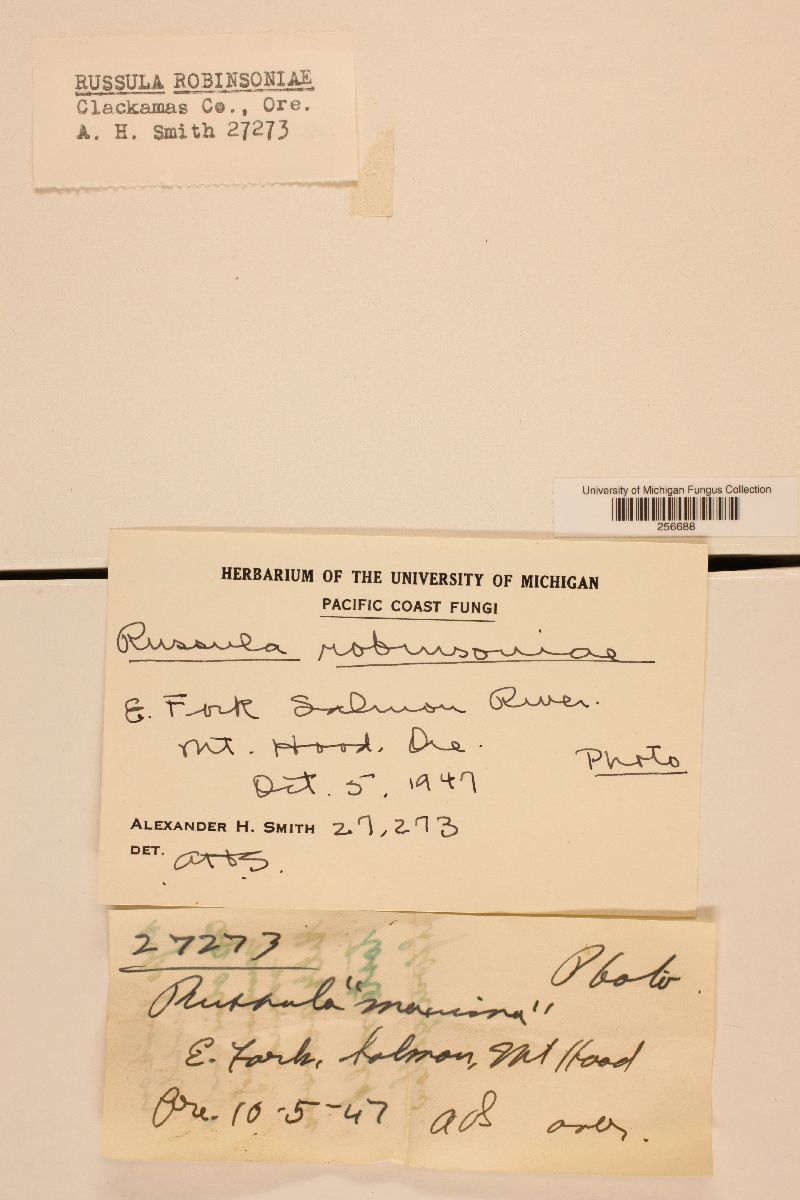 RUSSULA ROBINSONIAE
Clackamas Co., Ore.
A. H. Smith 27273
University of Michigan Fungus Collection
256688
HERBARIUM OF THE UNIVERSITY OF MICHIGAN
PACIFIC COAST FUNGI
Russula robinsoniae
E. Fork Salmon River.
Mt. Hood, Ore.
Photo
Oct. 5, 1947
ALEXANDER H. SMITH 27,273
DET. AHS.
27273
Photo.
Russula "maxima"
E. Fork, Salmon, Mt Hood
Ore. 10-5-47 over.